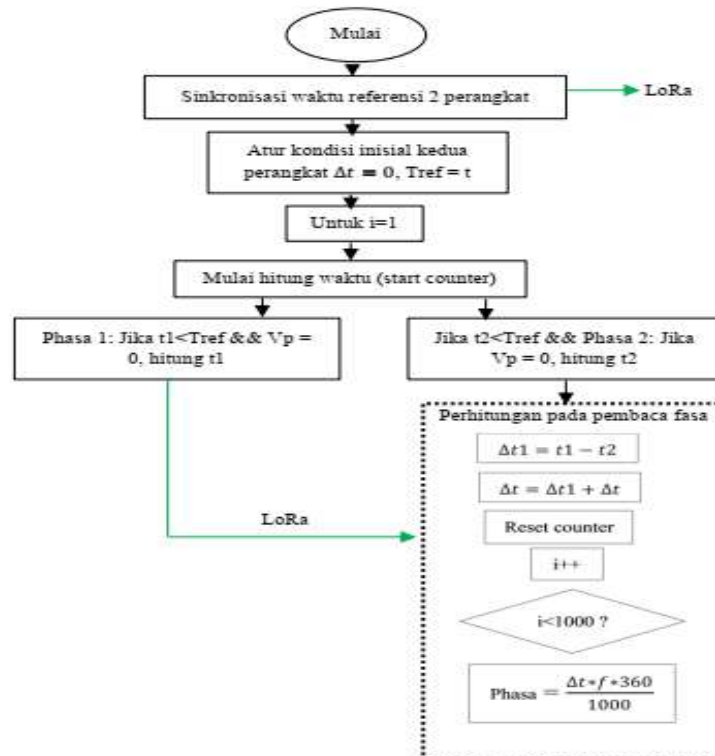 Mulai
Sinkronisasi waktu referensi 2 perangkat
LoRa
Atur kondisi inisial kedua
perangkat Δt = 0, Tref = t
Untuk i=1
Mulai hitung waktu (start counter)
Phasa 1: Jika t1<Tref && Vp =
0, hitung t1
Jika t2<Tref && Phasa 2: Jika
Vp = 0, hitung t2
Perhitungan pada pembaca fasa
Δt1 = t1 − t2
Δt = Δt1 + Δt
LoRa
Reset counter
i++
i<1000 ?
Phasa = Δt∗f∗360
1000